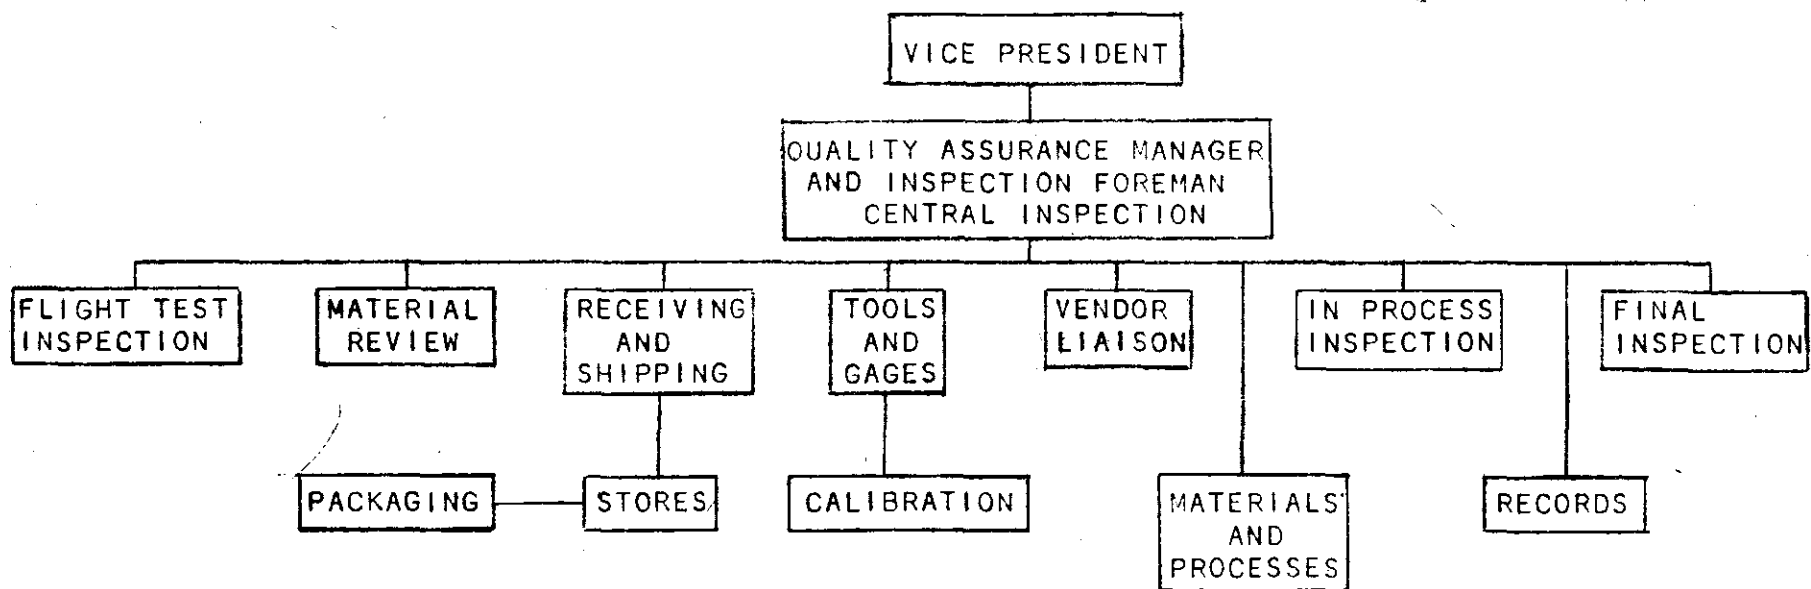 VICE PRESIDENT
QUALITY ASSURANCE MANAGER
AND INSPECTION FOREMAN
CENTRAL INSPECTION
FLIGHT TEST
INSPECTION
MATERIAL
REVIEW
RECEIVING
AND
SHIPPING
TOOLS
AND
GAGES
VENDOR
LIAISON
IN PROCESS
INSPECTION
FINAL
INSPECTION
PACKAGING
STORES
CALIBRATION
MATERIALS
AND
PROCESSES
RECORDS